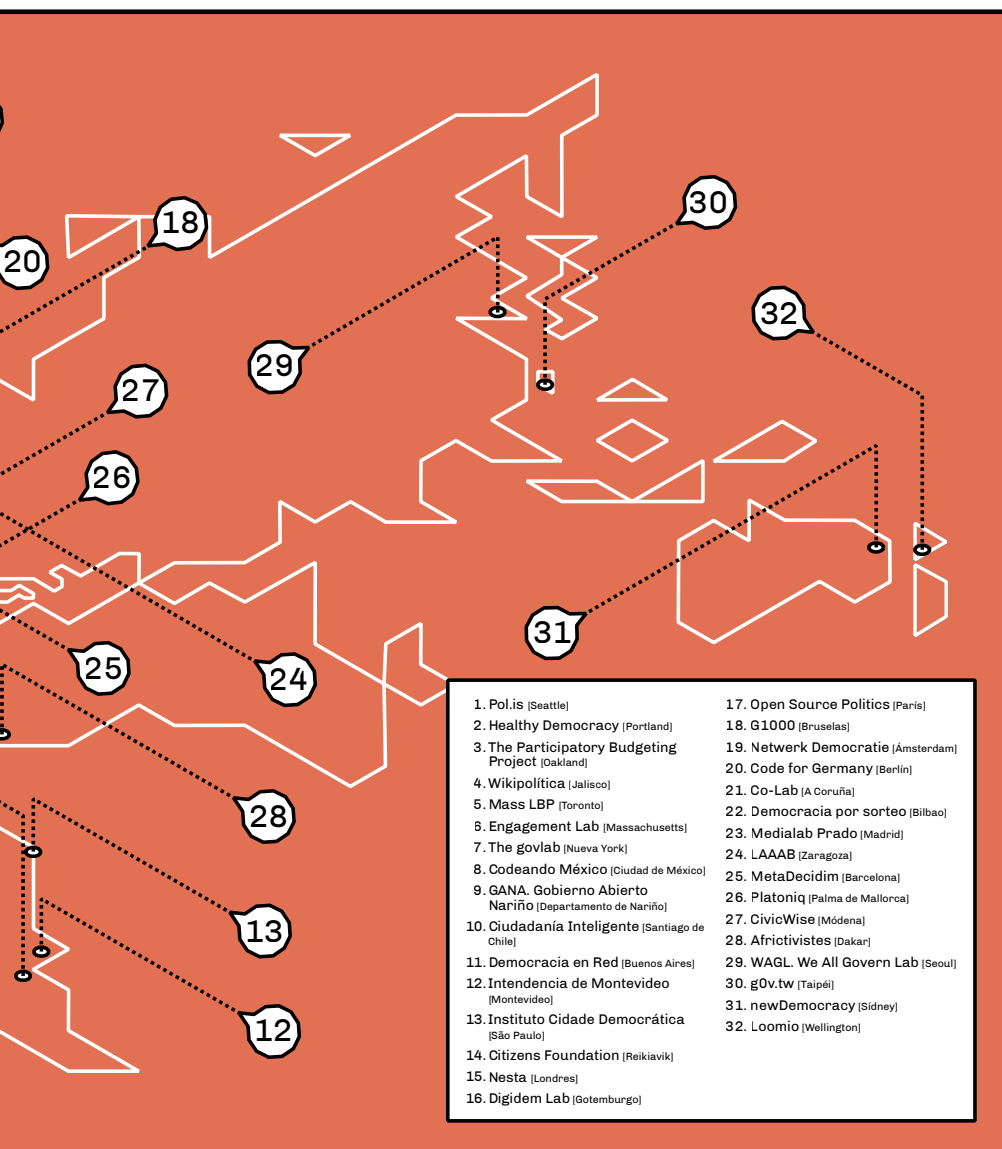 30
18
20
32
29
27
26
31
25
24
28
13
12
1. Pol.is [Seattle]
2. Healthy Democracy [Portland]
3. The Participatory Budgeting
Project [Oakland]
4. Wikipolítica [Jalisco]
5. Mass LBP [Toronto]
6. Engagement Lab [Massachusetts]
7. The govlab [Nueva York]
8. Codeando México [Ciudad de México]
9. GANA. Gobierno Abierto
Nariño [Departamento de Nariño]
10. Ciudadanía Inteligente [Santiago de
Chile]
11. Democracia en Red [Buenos Aires]
12. Intendencia de Montevideo
[Montevideo]
13. Instituto Cidade Democrática
[São Paulo]
14. Citizens Foundation [Reikiavik]
15. Nesta [Londres]
16. Digidem Lab [Gotemburgo]
17. Open Source Politics [París]
18. G1000 [Bruselas]
19. Netwerk Democratie [Ámsterdam]
20. Code for Germany [Berlín]
21. Co-Lab [A Coruña]
22. Democracia por sorteo [Bilbao]
23. Medialab Prado [Madrid]
24. LAAAB [Zaragoza]
25. MetaDecidim [Barcelona]
26. Platoniq [Palma de Mallorca]
27. CivicWise [Módena]
28. Africtivistes [Dakar]
29. WAGL. We All Govern Lab [Seoul]
30. g0v.tw [Taipéi]
31. newDemocracy [Sídney]
32. Loomio [Wellington]